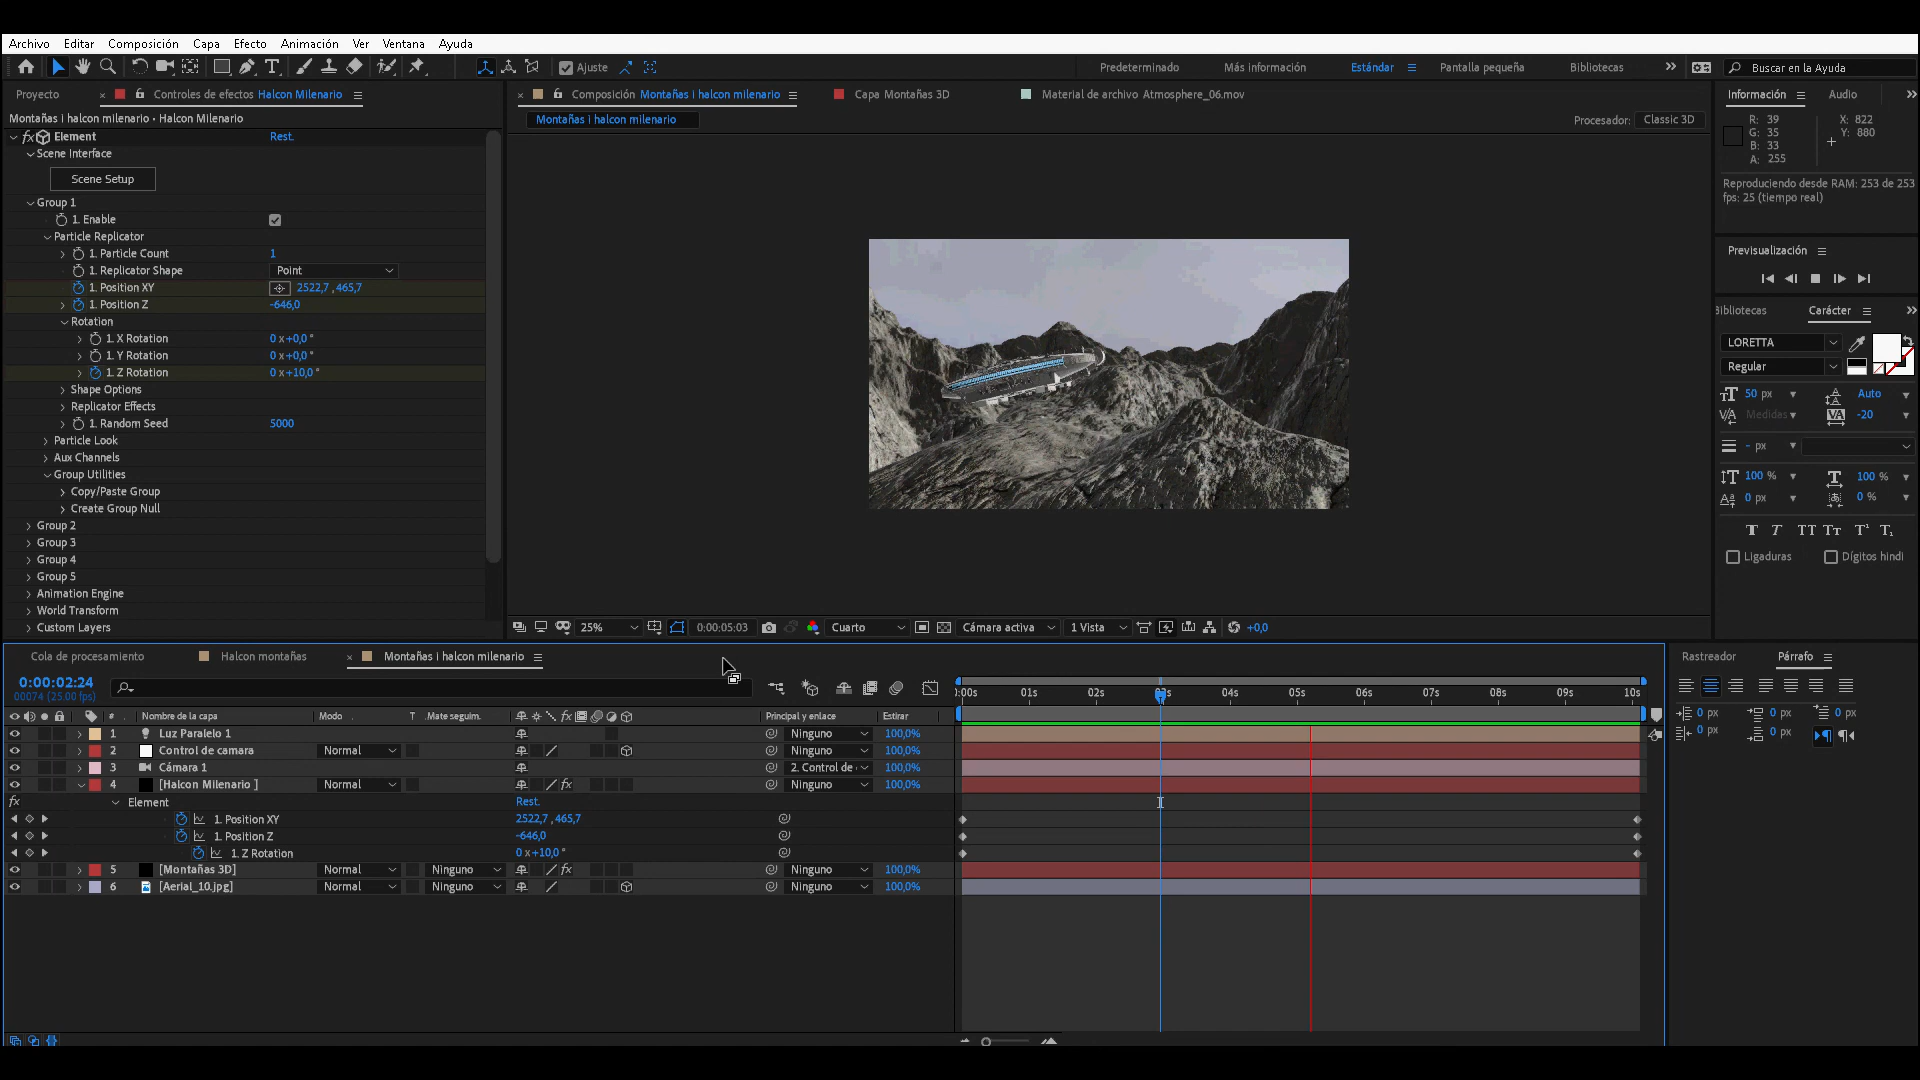 Archivo Editar Composición Capa Efecto Animación Ver Ventana Ayuda
Ajuste Predeterminado Más información Estándar Pantalla pequeña Bibliotecas Buscar en la Ayuda
Proyecto Controles de efectos Halcon Milenario
Composición Montañas i halcon milenario Capa Montañas 3D Material de archivo Atmosphere_06.mov
Información Audio
Montañas i halcon milenario • Halcon Milenario
Montañas i halcon milenario
Procesador: Classic 3D
R: 39 X: 822
G: 35 Y: 880
B: 33
A: 255
Reproduciendo desde RAM: 253 de 253
fps: 25 (tiempo real)
fx Element Rest.
Scene Interface
Scene Setup
Group 1
1. Enable
Particle Replicator
1. Particle Count 1
1. Replicator Shape Point
1. Position XY 2522,7 , 465,7
1. Position Z -646,0
Rotation
1. X Rotation 0 x +0,0 °
1. Y Rotation 0 x +0,0 °
1. Z Rotation 0 x +10,0 °
Shape Options
Replicator Effects
1. Random Seed 5000
Particle Look
Aux Channels
Group Utilities
Copy/Paste Group
Create Group Null
Group 2
Group 3
Group 4
Group 5
Animation Engine
World Transform
Custom Layers
Previsualización
Bibliotecas Carácter
LORETTA
Regular
50 px Auto
Medidas -20
- px
100 % 100 %
0 px 0 %
T T TT Tt T¹ T₁
Ligaduras Dígitos hindi
25% 0:00:05:03 Cuarto Cámara activa 1 Vista +0,0
Cola de procesamiento Halcon montañas Montañas i halcon milenario
Rastreador Párrafo
0:00:02:24
00074 (25.00 fps)
:00s 01s 02s 03s 04s 05s 06s 07s 08s 09s 10s
0 px 0 px 0 px
0 px 0 px
# Nombre de la capa Modo T .Mate seguim. fx Principal y enlace Estirar
1 Luz Paralelo 1 Ninguno 100,0%
2 Control de camara Normal Ninguno 100,0%
3 Cámara 1 2. Control de 100,0%
4 [Halcon Milenario ] Normal fx Ninguno 100,0%
fx Element Rest.
1. Position XY 2522,7 , 465,7
1. Position Z -646,0
1. Z Rotation 0 x +10,0 °
5 [Montañas 3D] Normal Ninguno fx Ninguno 100,0%
6 [Aerial_10.jpg] Normal Ninguno Ninguno 100,0%